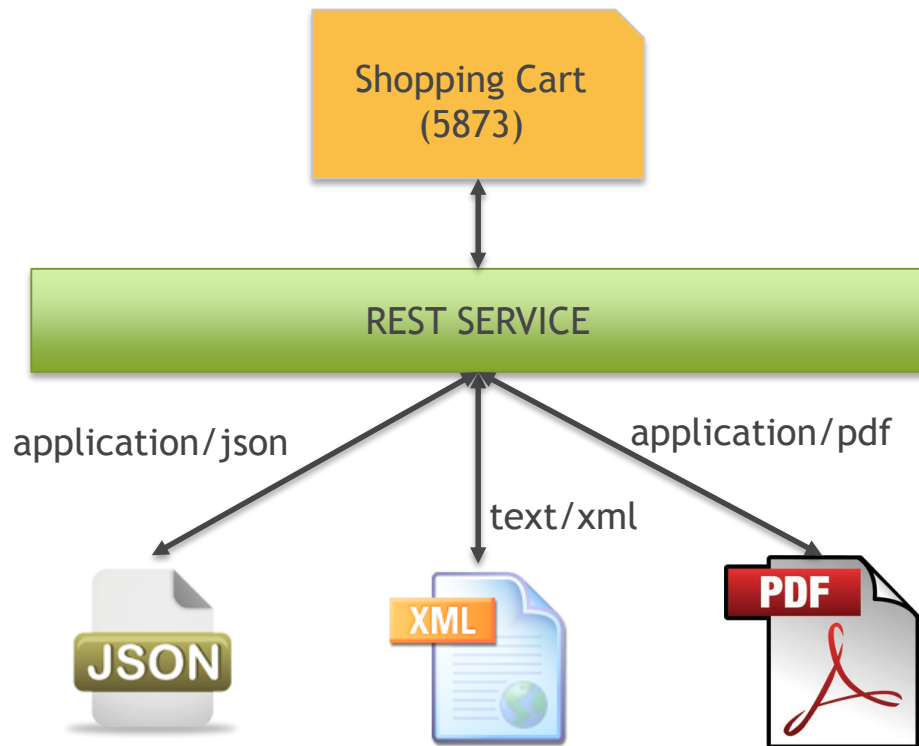 Shopping Cart
(5873)
REST SERVICE
application/json
application/pdf
text/xml
JSON
XML
PDF